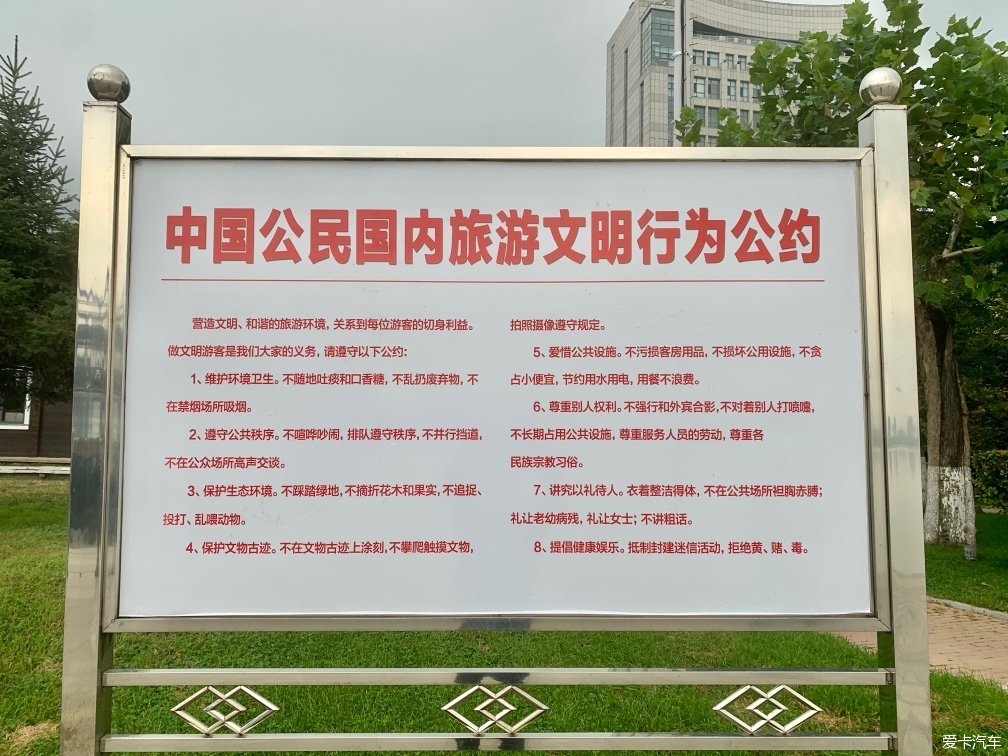 中国公民国内旅游文明行为公约
营造文明、和谐的旅游环境，关系到每位游客的切身利益。
做文明游客是我们大家的义务，请遵守以下公约：
1、维护环境卫生。不随地吐痰和口香糖，不乱扔废弃物，不
在禁烟场所吸烟。
2、遵守公共秩序。不喧哗吵闹，排队遵守秩序，不并行挡道，
不在公众场所高声交谈。
3、保护生态环境。不踩踏绿地，不摘折花木和果实，不追捉、
投打、乱喂动物。
4、保护文物古迹。不在文物古迹上涂刻，不攀爬触摸文物，
拍照摄像遵守规定。
5、爱惜公共设施。不污损客房用品，不损坏公用设施，不贪
占小便宜，节约用水用电，用餐不浪费。
6、尊重别人权利。不强行和外宾合影，不对着别人打喷嚏，
不长期占用公共设施，尊重服务人员的劳动，尊重各
民族宗教习俗。
7、讲究以礼待人。衣着整洁得体，不在公共场所袒胸赤膊；
礼让老幼病残，礼让女士；不讲粗话。
8、提倡健康娱乐。抵制封建迷信活动，拒绝黄、赌、毒。
爱卡汽车